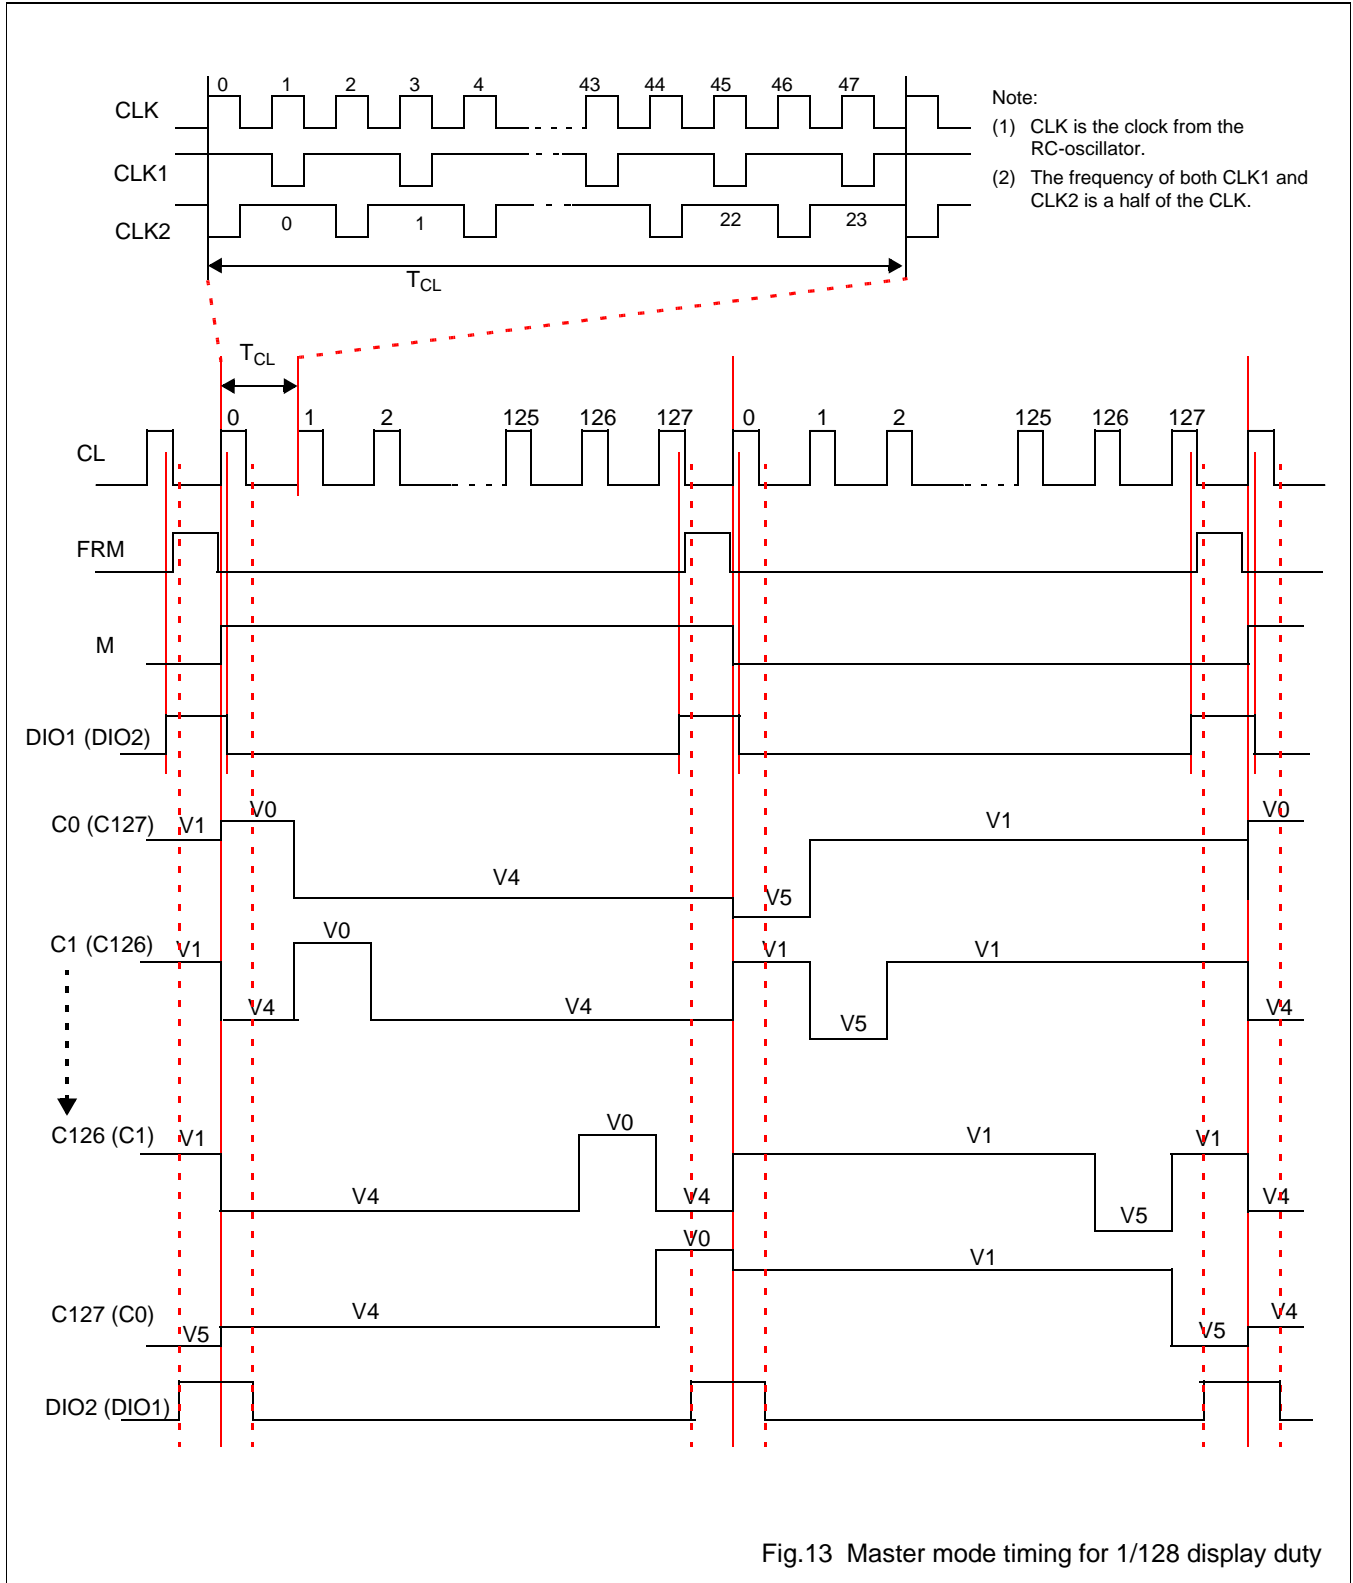 0 1 2 3 4 43 44 45 46 47
CLK
CLK1
CLK2
0 1 22 23
TCL
Note:
(1) CLK is the clock from the
RC-oscillator.
(2) The frequency of both CLK1 and
CLK2 is a half of the CLK.
TCL
0 1 2 125 126 127 0 1 2 125 126 127
CL
FRM
M
DIO1 (DIO2)
C0 (C127) V1 V0 V4 V5 V1 V0
C1 (C126) V1 V4 V0 V4 V1 V5 V1 V4
C126 (C1) V1 V4 V0 V4 V1 V5 V1 V4
C127 (C0) V5 V4 V0 V1 V5 V4
DIO2 (DIO1)
Fig.13 Master mode timing for 1/128 display duty